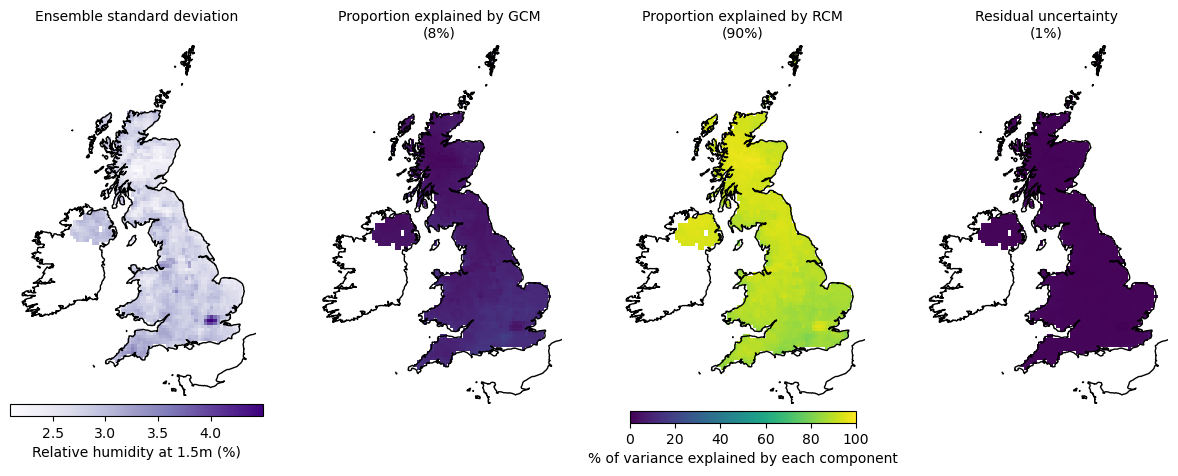 Ensemble standard deviation
Proportion explained by GCM
(8%)
Proportion explained by RCM
(90%)
Residual uncertainty
(1%)
2.5 3.0 3.5 4.0
Relative humidity at 1.5m (%)
0 20 40 60 80 100
% of variance explained by each component